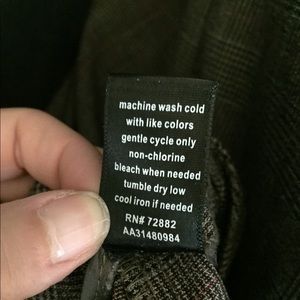 machine wash cold
with like colors
gentle cycle only
non-chlorine
bleach when needed
tumble dry low
cool iron if needed
RN# 72882
AA31480984